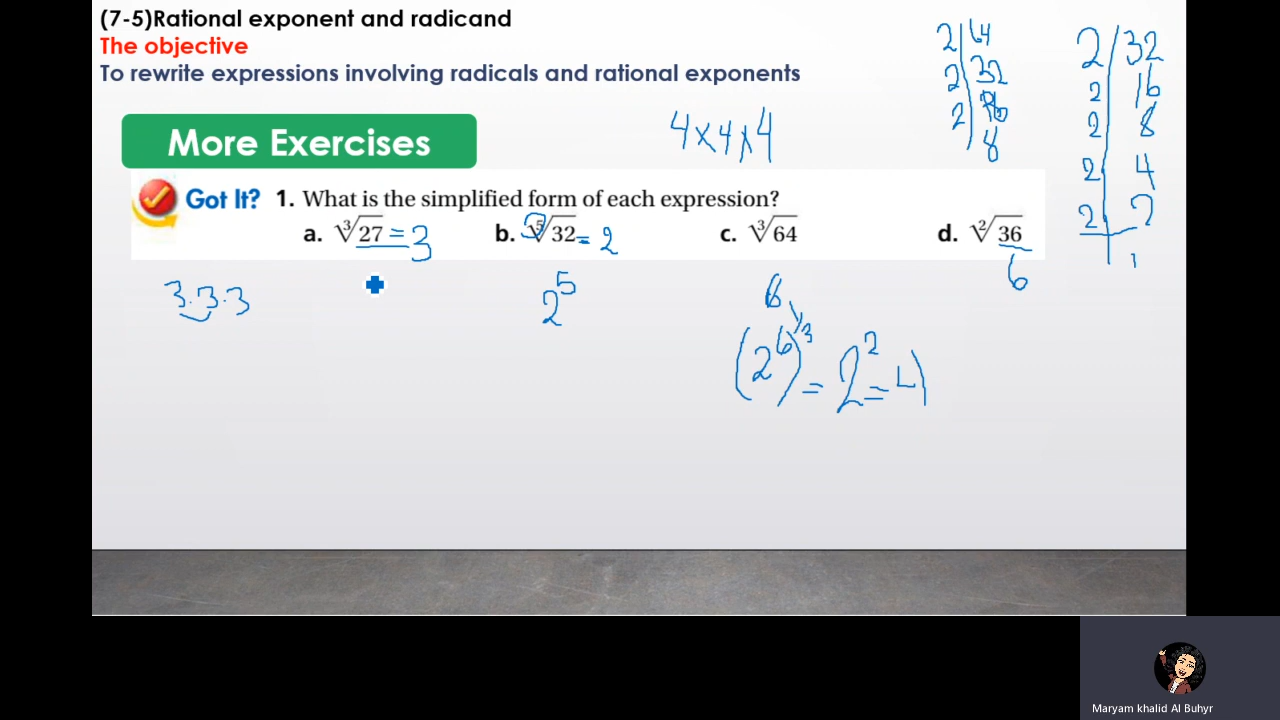 (7-5)Rational exponent and radicand
The objective
To rewrite expressions involving radicals and rational exponents
More Exercises
4x4x4
2 | 64
2 | 32
2 | 16
8
2 | 32
2 | 16
2 | 8
2 | 4
2 | 2
1
Got It? 1. What is the simplified form of each expression?
a. ∛27 = 3 b. ⁵√32 = 2 c. ∛64 d. ²√36
6
3.3.3
2⁵
6
(2⁶)^1/3 = 2² = 4
Maryam khalid Al Buhyr